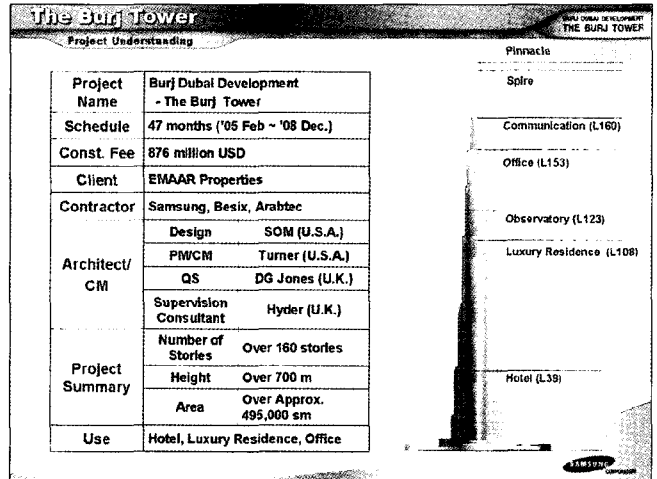 The Burj Tower
BURJ DUBAI DEVELOPMENT
THE BURJ TOWER
Project Understanding
Project Name
Burj Dubai Development
- The Burj Tower
Schedule
47 months ('05 Feb ~ '08 Dec.)
Const. Fee
876 million USD
Client
EMAAR Properties
Contractor
Samsung, Besix, Arabtec
Architect/
CM
Design
SOM (U.S.A.)
PM/CM
Turner (U.S.A.)
QS
DG Jones (U.K.)
Supervision
Consultant
Hyder (U.K.)
Project
Summary
Number of
Stories
Over 160 stories
Height
Over 700 m
Area
Over Approx.
495,000 sm
Use
Hotel, Luxury Residence, Office
Pinnacle
Spire
Communication (L160)
Office (L153)
Observatory (L123)
Luxury Residence (L108)
Hotel (L39)
SAMSUNG
CORPORATION